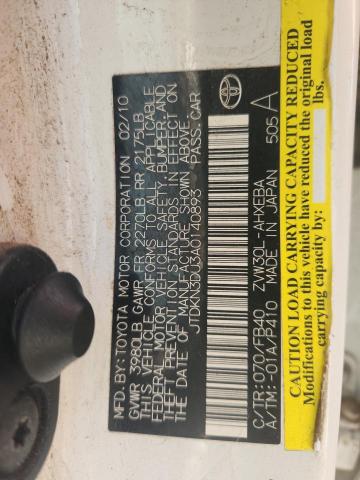 MFD.BY:TOYOTA MOTOR CORPORATION 02/10
GVWR 3980LB GAWR FR 2270LB RR 2175LB
THIS VEHICLE CONFORMS TO ALL APPLICABLE
FEDERAL MOTOR VEHICLE SAFETY, BUMPER, AND
THEFT PREVENTION STANDARDS IN EFFECT ON
THE DATE OF MANUFACTURE SHOWN ABOVE.
JTDKN3DU3A0140893 PASS.CAR
C/TR:070/FB40 ZVW30L-AHXEBA
A/TM:-01A/P410 MADE IN JAPAN 505 A
CAUTION LOAD CARRYING CAPACITY REDUCED
Modifications to this vehicle have reduced the original load
carrying capacity by lbs.